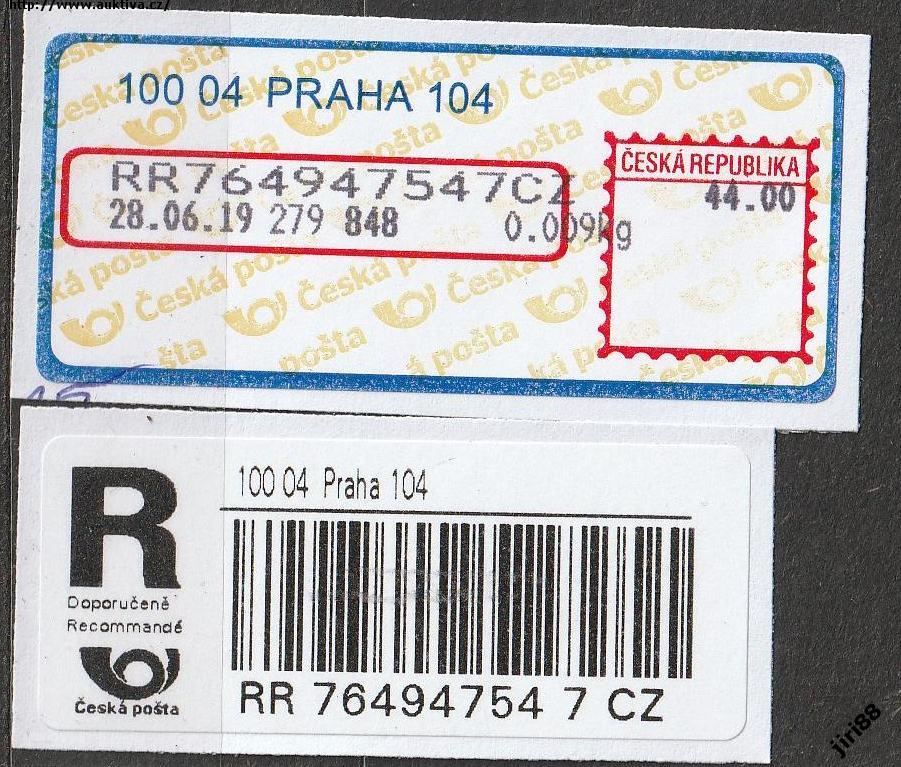 http://www.auktiva.cz/
100 04 PRAHA 104
RR764947547CZ
28.06.19 279 848 0.009kg
ČESKÁ REPUBLIKA
44.00
R
Doporučeně
Recommandé
Česká pošta
100 04 Praha 104
RR 76494754 7 CZ
jiri88